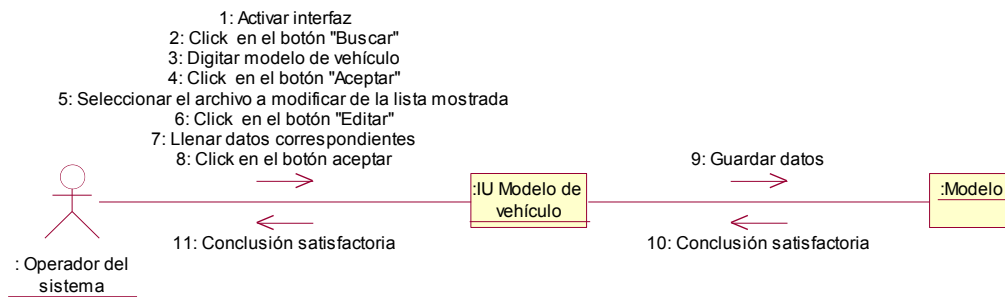 1: Activar interfaz
2: Click en el botón "Buscar"
3: Digitar modelo de vehículo
4: Click en el botón "Aceptar"
5: Seleccionar el archivo a modificar de la lista mostrada
6: Click en el botón "Editar"
7: Llenar datos correspondientes
8: Click en el botón aceptar
9: Guardar datos
:IU Modelo de
vehículo
:Modelo
11: Conclusión satisfactoria
10: Conclusión satisfactoria
: Operador del
sistema